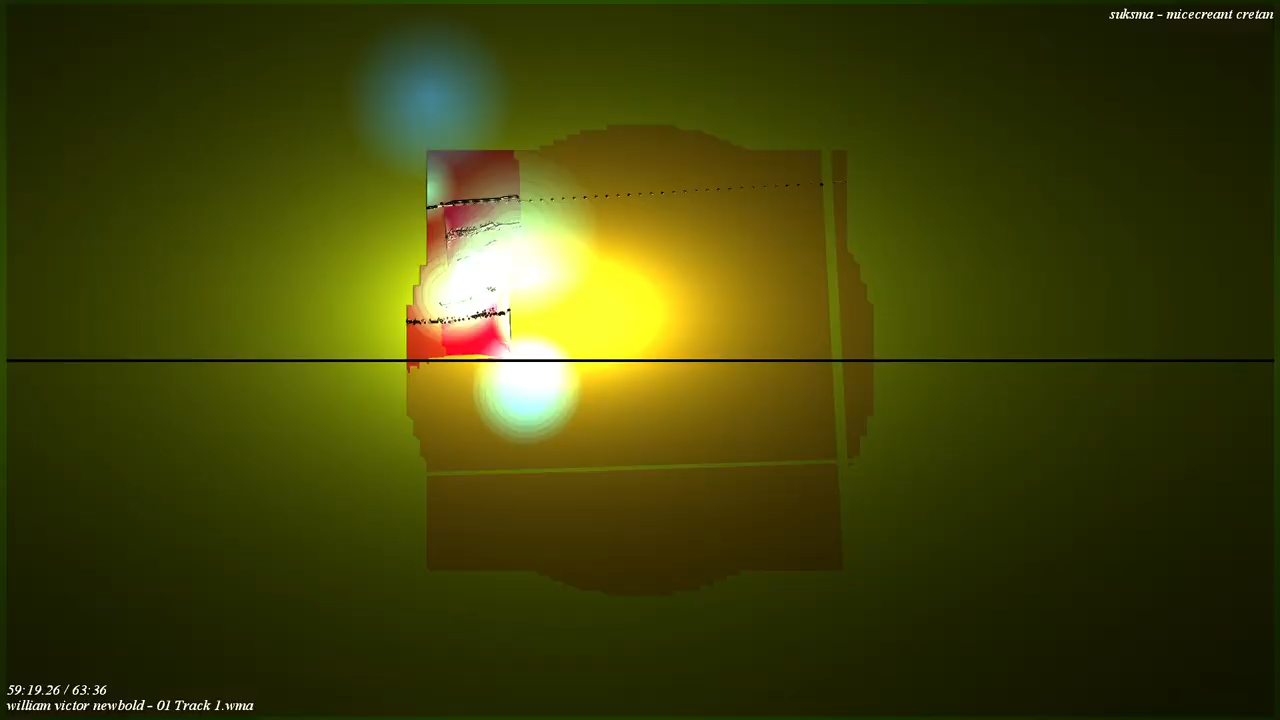 suksma - micecreant cretan
59:19.26 / 63:36
william victor newbold - 01 Track 1.wma